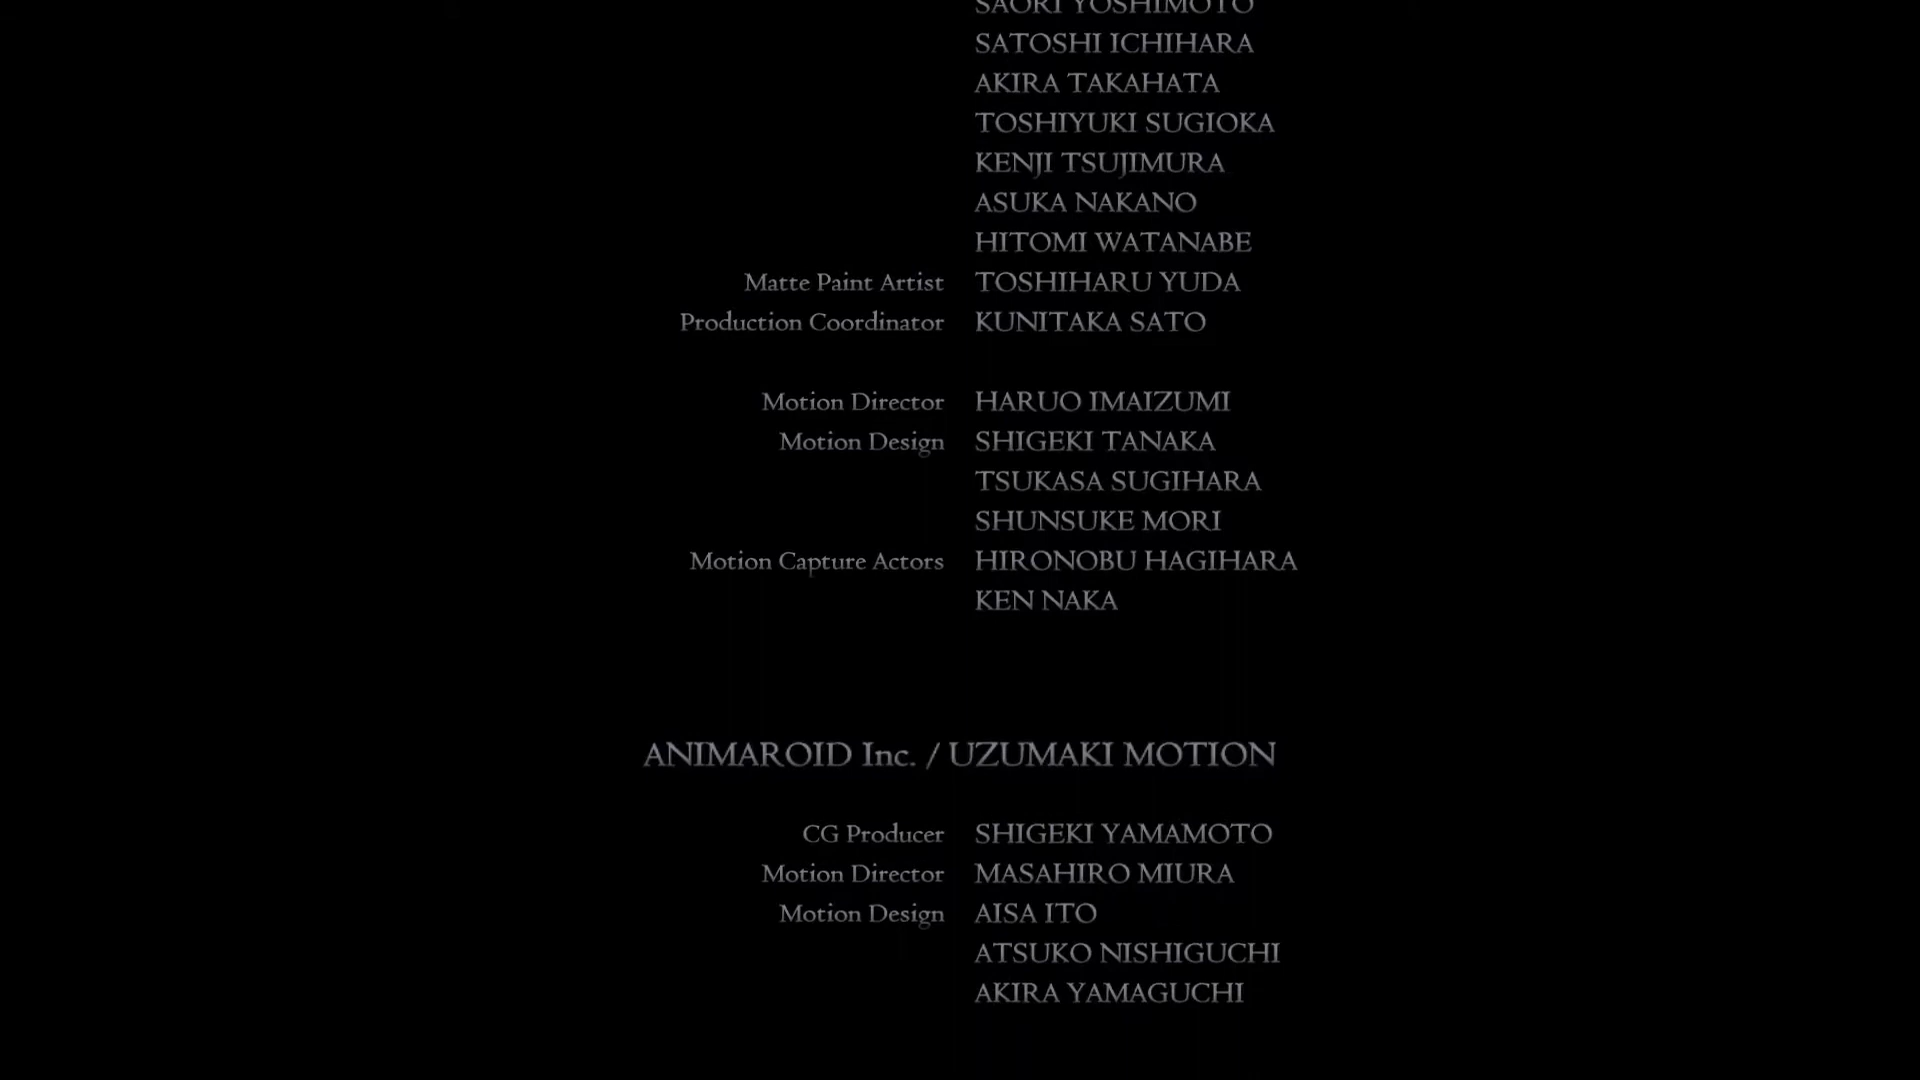 SAORI YOSHIMOTO
SATOSHI ICHIHARA
AKIRA TAKAHATA
TOSHIYUKI SUGIOKA
KENJI TSUJIMURA
ASUKA NAKANO
HITOMI WATANABE
Matte Paint Artist TOSHIHARU YUDA
Production Coordinator KUNITAKA SATO
Motion Director HARUO IMAIZUMI
Motion Design SHIGEKI TANAKA
TSUKASA SUGIHARA
SHUNSUKE MORI
Motion Capture Actors HIRONOBU HAGIHARA
KEN NAKA
ANIMAROID Inc. / UZUMAKI MOTION
CG Producer SHIGEKI YAMAMOTO
Motion Director MASAHIRO MIURA
Motion Design AISA ITO
ATSUKO NISHIGUCHI
AKIRA YAMAGUCHI